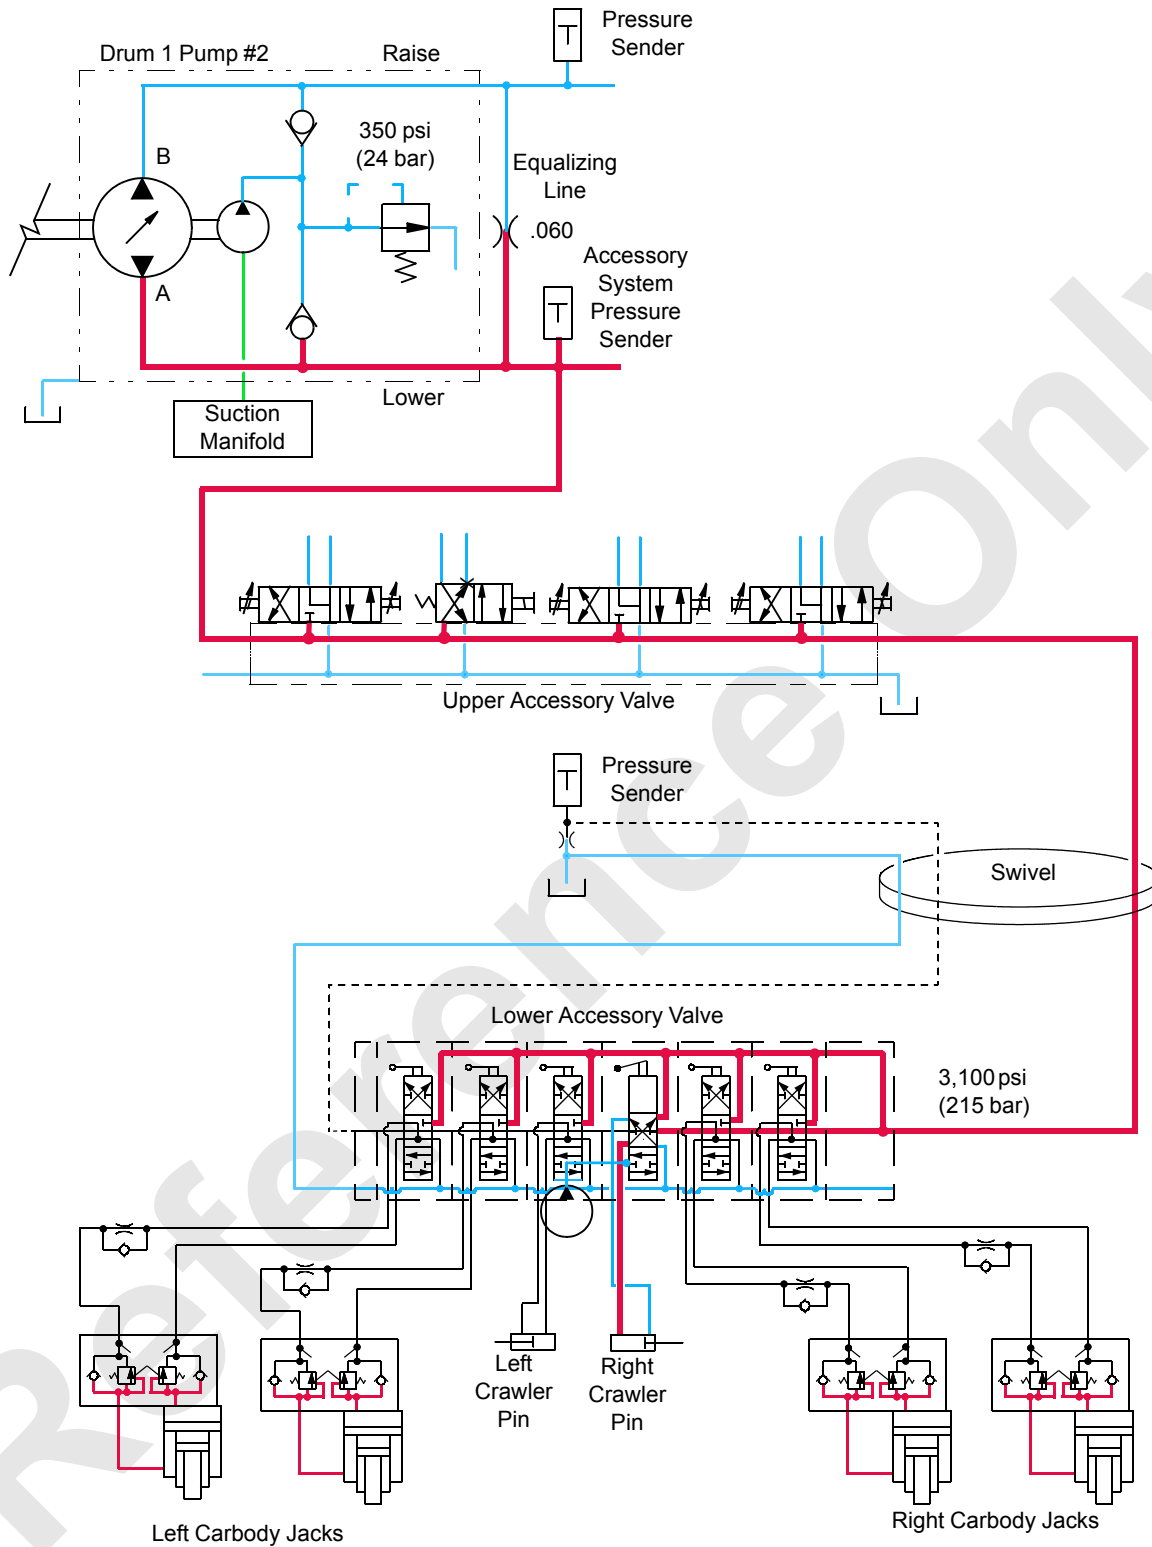 Pressure
Sender
Drum 1 Pump #2
Raise
350 psi
(24 bar)
B
Equalizing
Line
.060
Accessory
System
Pressure
Sender
A
Lower
Suction
Manifold
Upper Accessory Valve
Pressure
Sender
Swivel
Lower Accessory Valve
3,100 psi
(215 bar)
Left
Crawler
Pin
Right
Crawler
Pin
Left Carbody Jacks
Right Carbody Jacks
Reference Only